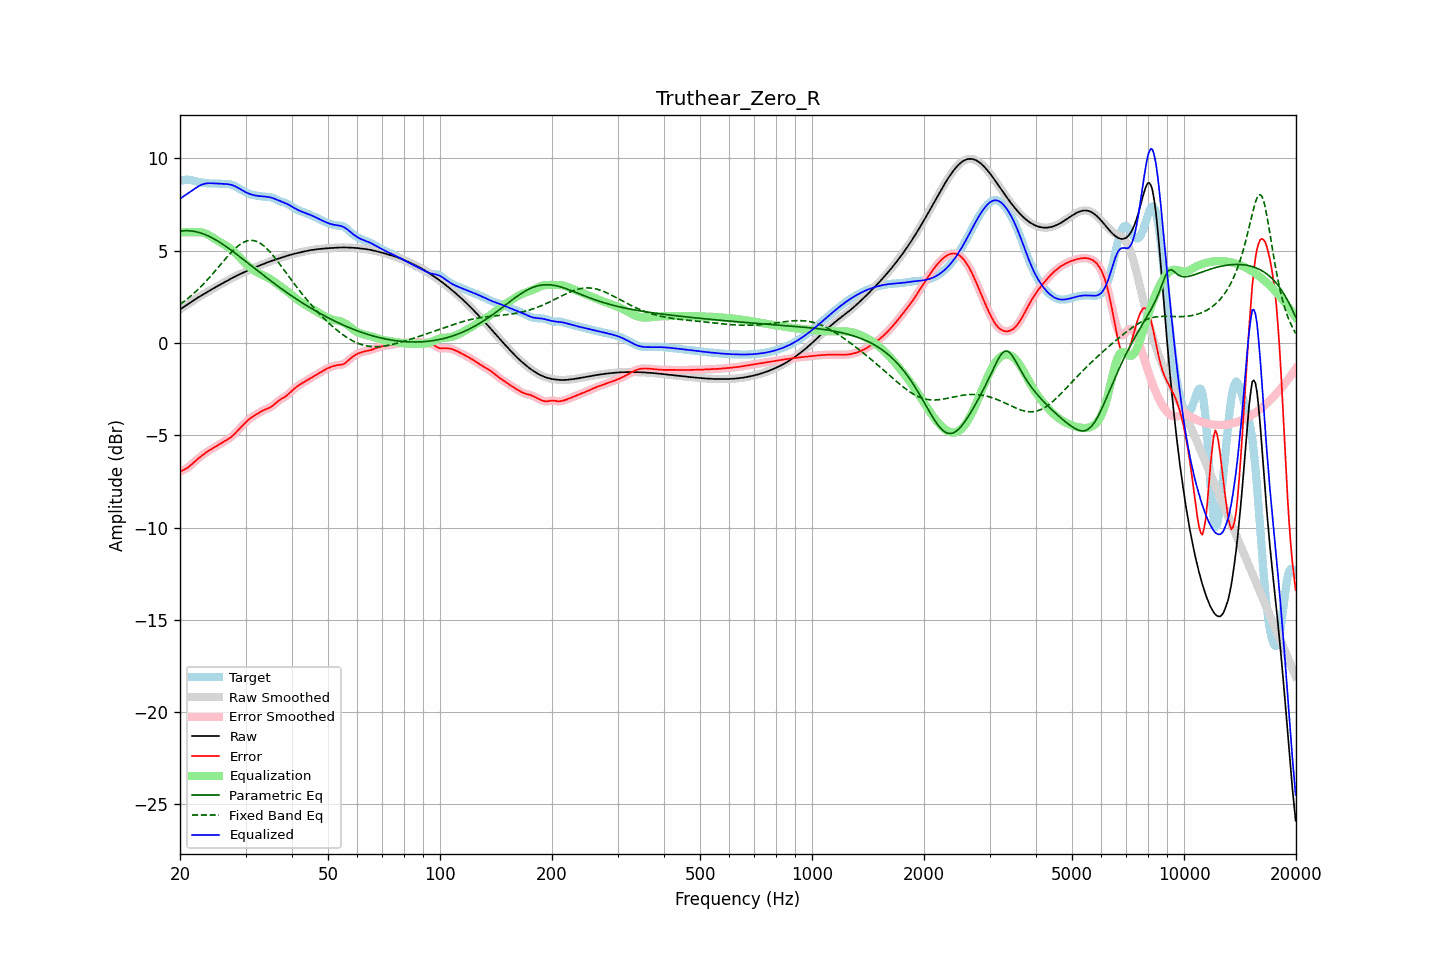 Truthear_Zero_R
Amplitude (dBr)
10
5
0
−5
−10
−15
−20
−25
Target
Raw Smoothed
Error Smoothed
Raw
Error
Equalization
Parametric Eq
Fixed Band Eq
Equalized
20 50 100 200 500 1000 2000 5000 10000 20000
Frequency (Hz)